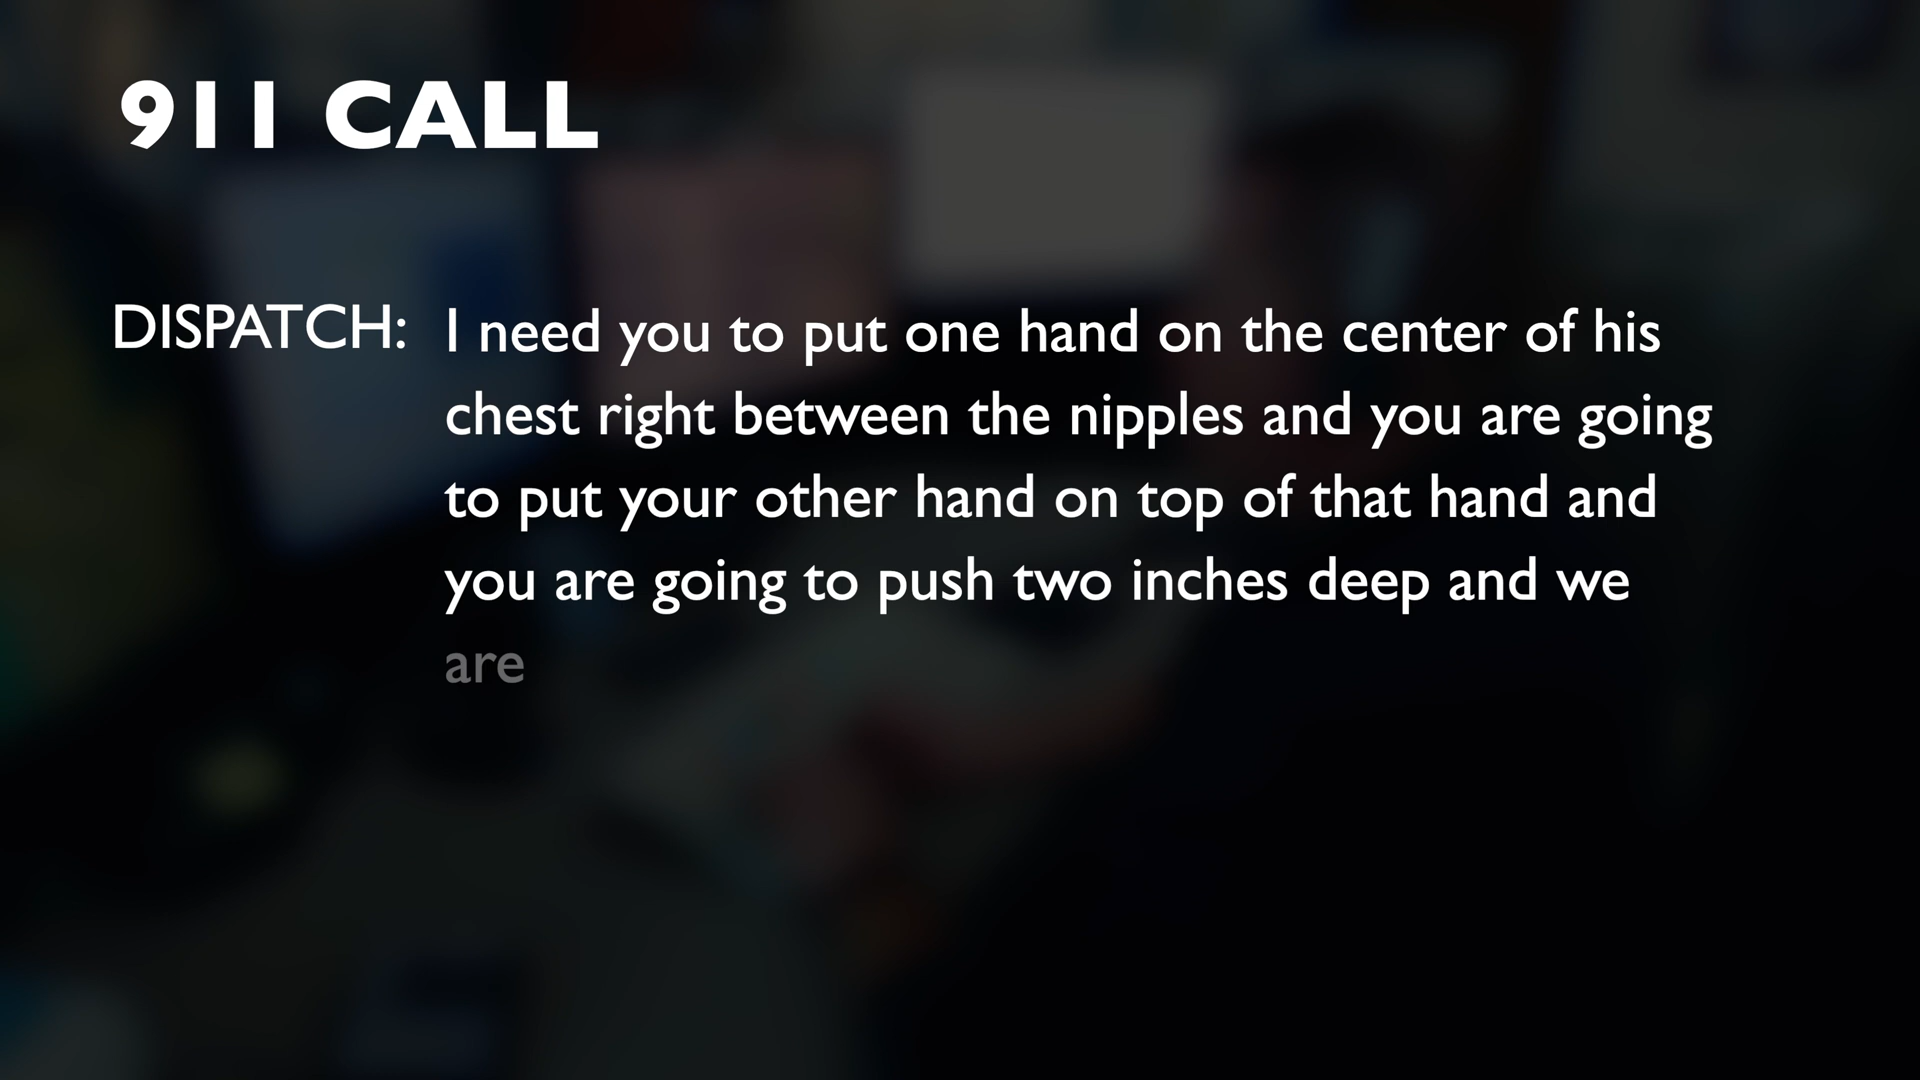 911 CALL
DISPATCH: I need you to put one hand on the center of his
chest right between the nipples and you are going
to put your other hand on top of that hand and
you are going to push two inches deep and we
are